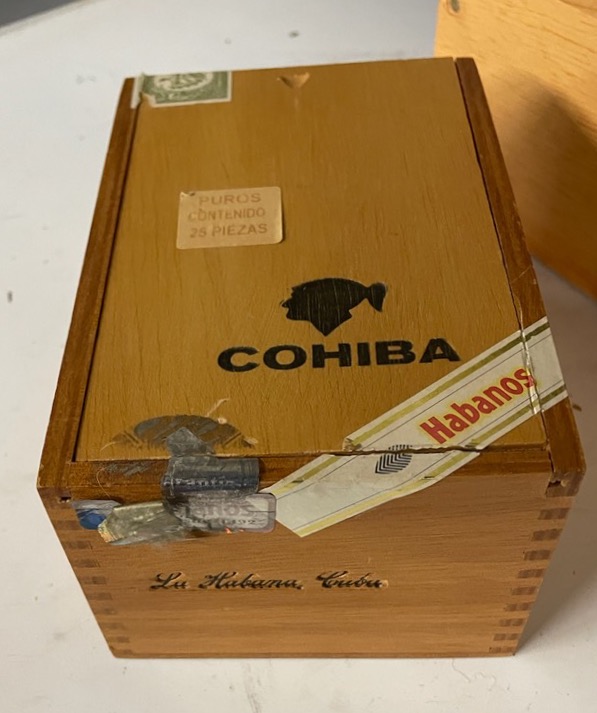 PUROS
CONTENIDO
25 PIEZAS
COHIBA
Habanos
La Habana, Cuba